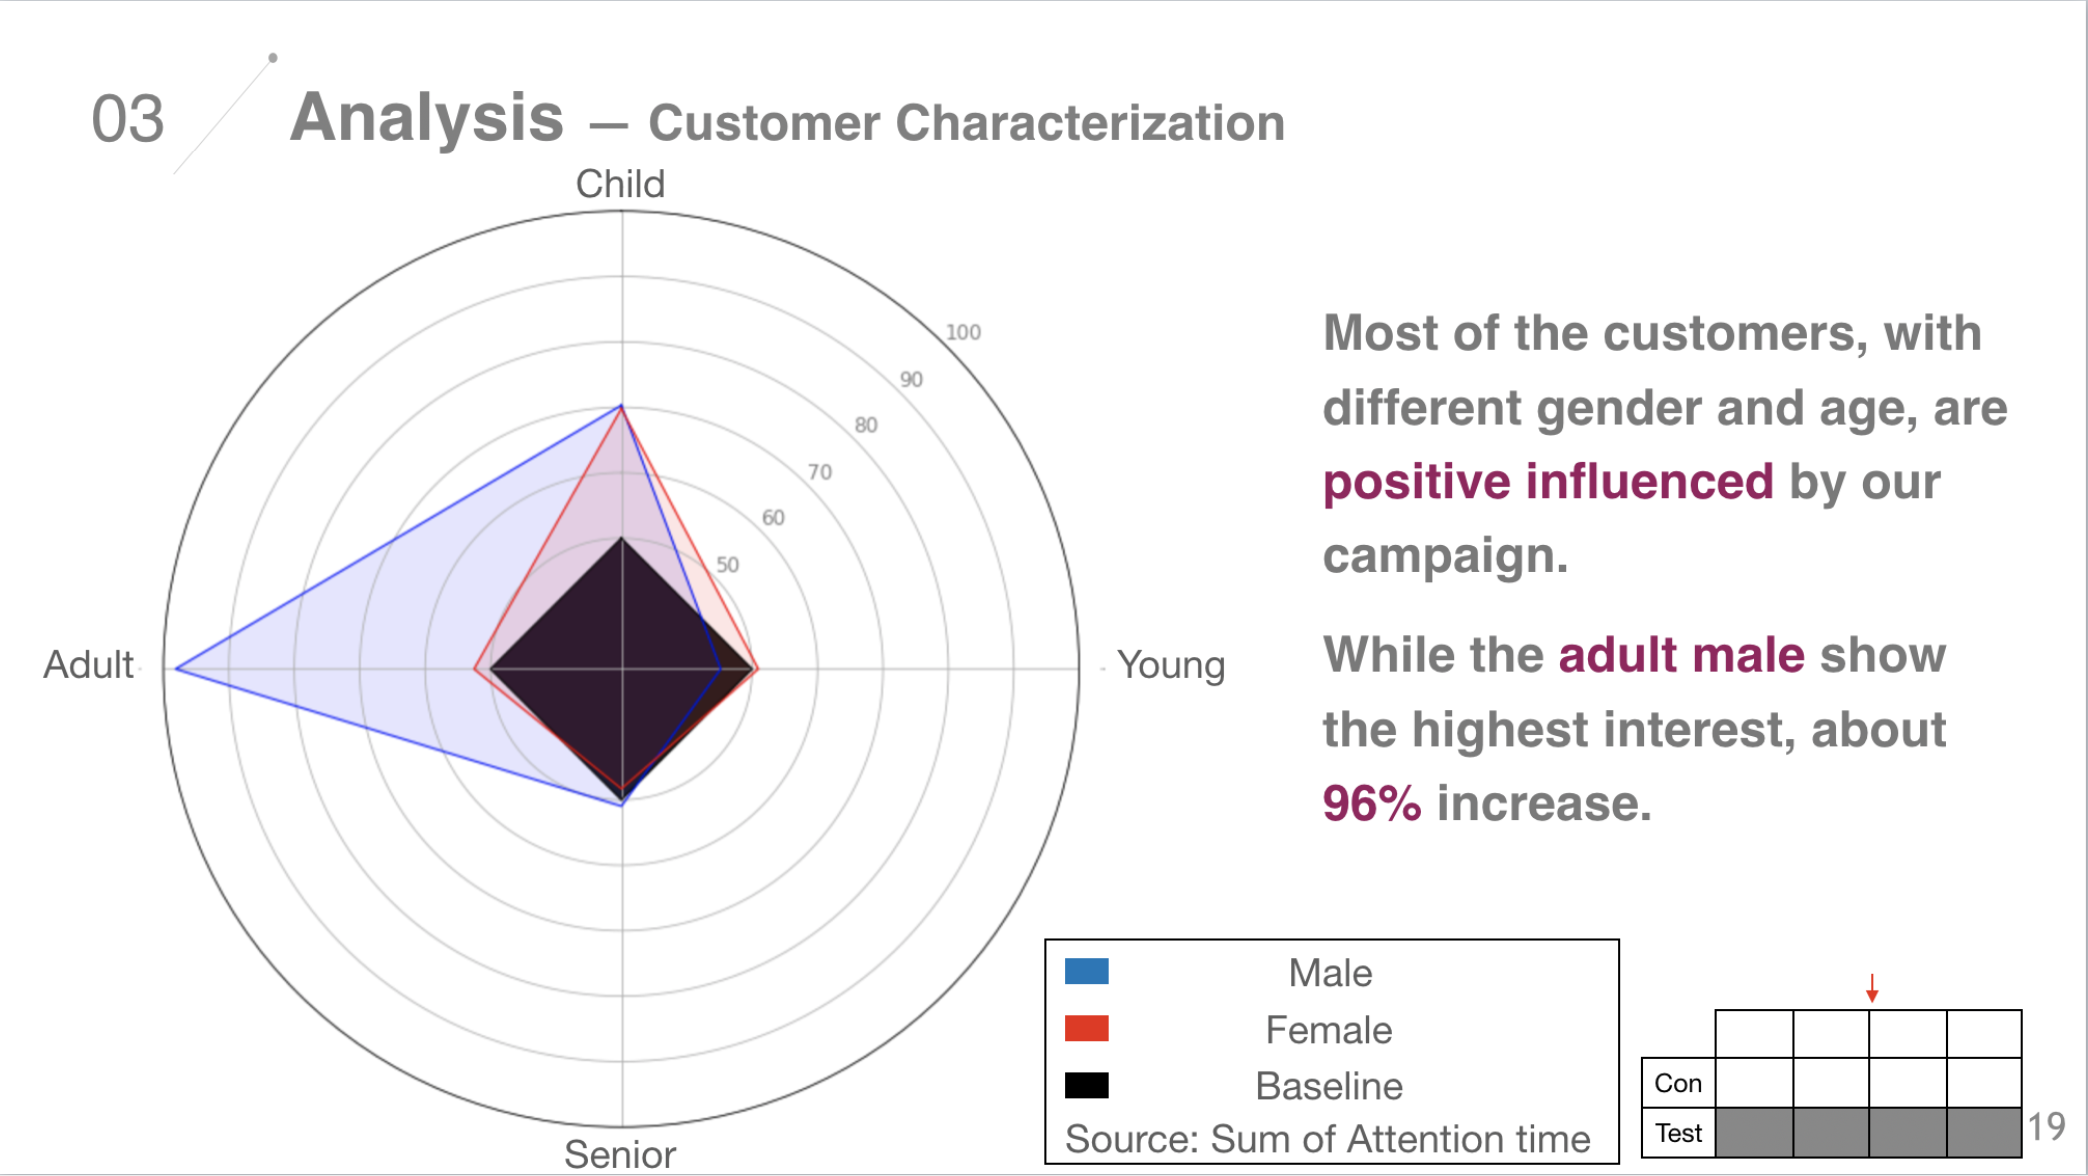 03
Analysis — Customer Characterization
Child
100
90
80
70
60
50
Adult
Young
Senior
Most of the customers, with
different gender and age, are
positive influenced by our
campaign.
While the adult male show
the highest interest, about
96% increase.
Male
Female
Baseline
Source: Sum of Attention time
Con
Test
19